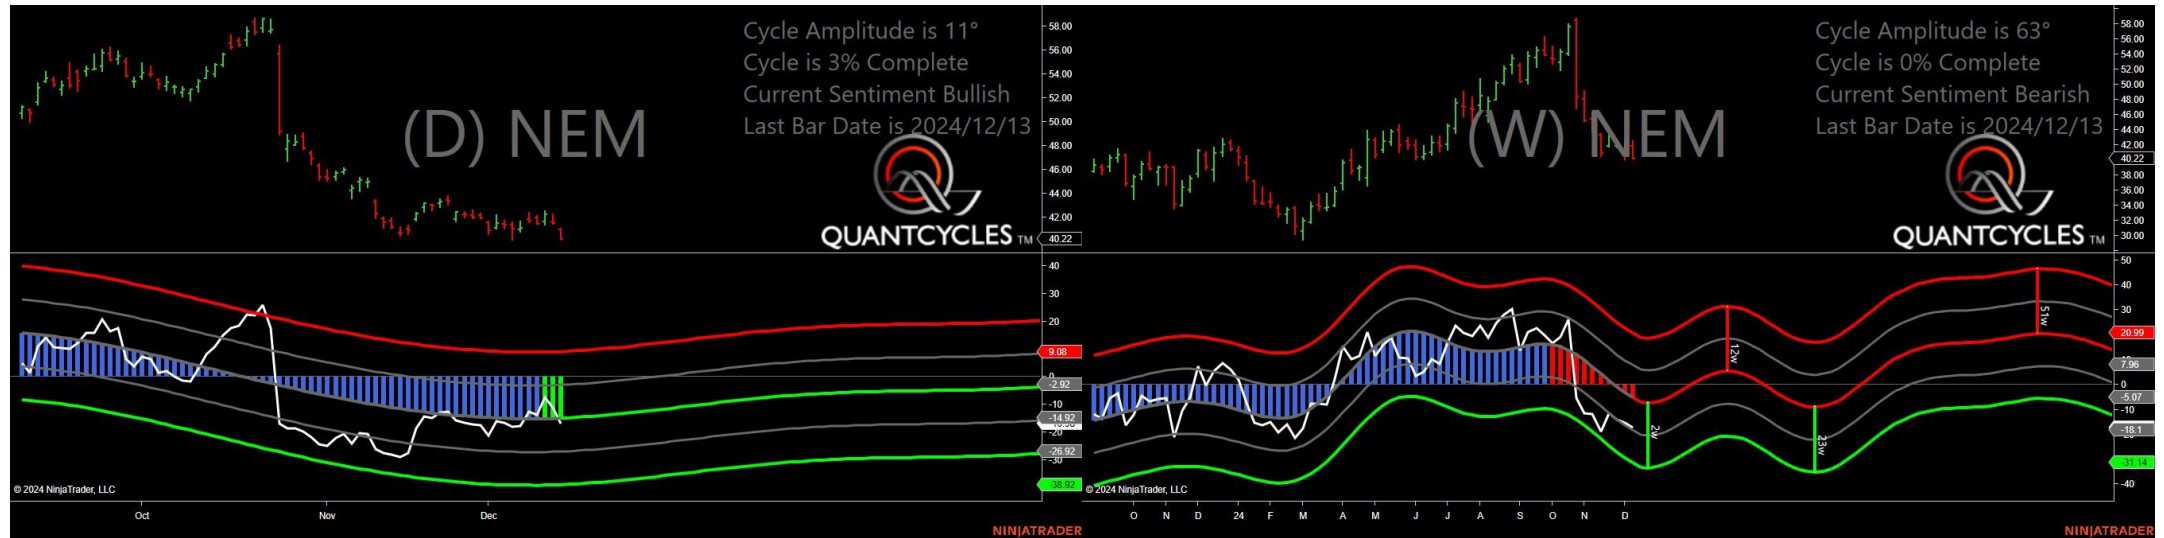 Cycle Amplitude is 11°
Cycle is 3% Complete
Current Sentiment Bullish
Last Bar Date is 2024/12/13
(D) NEM
QUANTCYCLES TM
58.00
56.00
54.00
52.00
50.00
48.00
46.00
44.00
42.00
40.22
40
30
20
9.08
0
-2.92
-10
-14.92
-20
-26.92
-30
-38.92
© 2024 NinjaTrader, LLC
Oct
Nov
Dec
NINJATRADER
Cycle Amplitude is 63°
Cycle is 0% Complete
Current Sentiment Bearish
Last Bar Date is 2024/12/13
(W) NEM
QUANTCYCLES TM
58.00
56.00
54.00
52.00
50.00
48.00
46.00
44.00
42.00
40.22
38.00
36.00
34.00
32.00
30.00
50
40
30
20.99
7.96
0
-5.07
-10
-18.1
-31.14
-40
2w
12w
23w
51w
© 2024 NinjaTrader, LLC
O N D 24 F M A M J J A S O N D
NINJATRADER